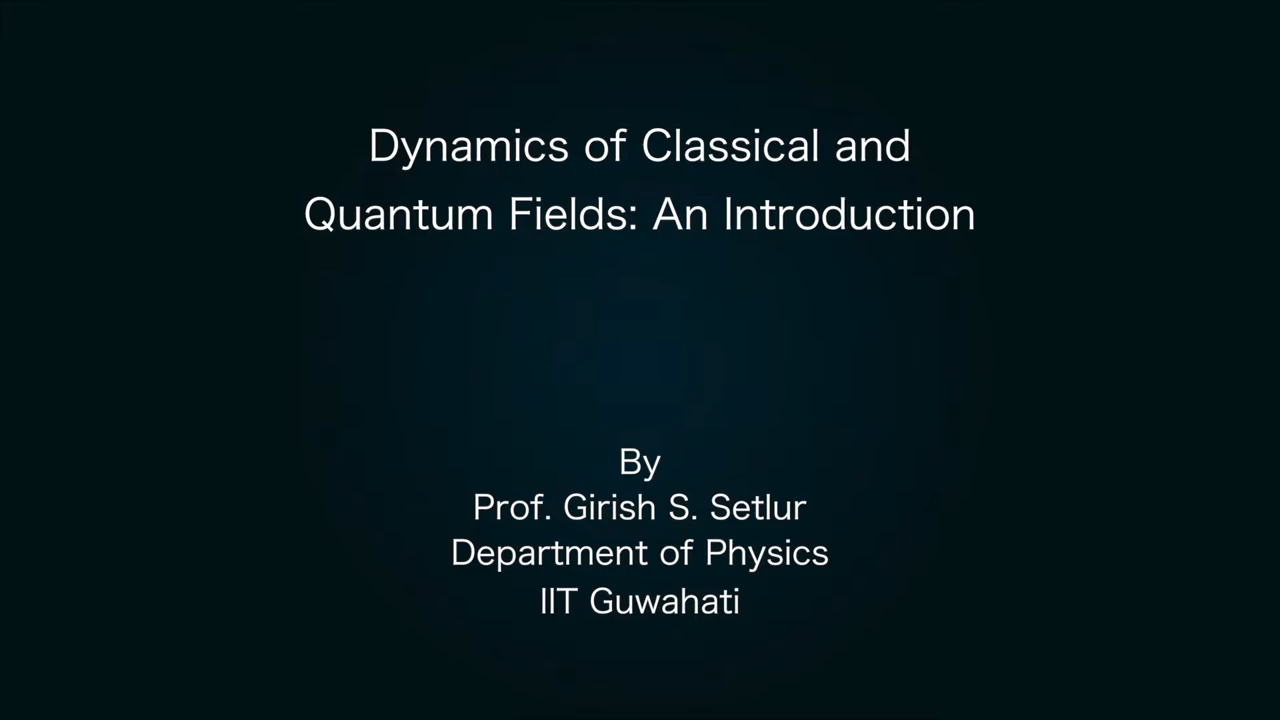 Dynamics of Classical and
Quantum Fields: An Introduction
By
Prof. Girish S. Setlur
Department of Physics
IIT Guwahati